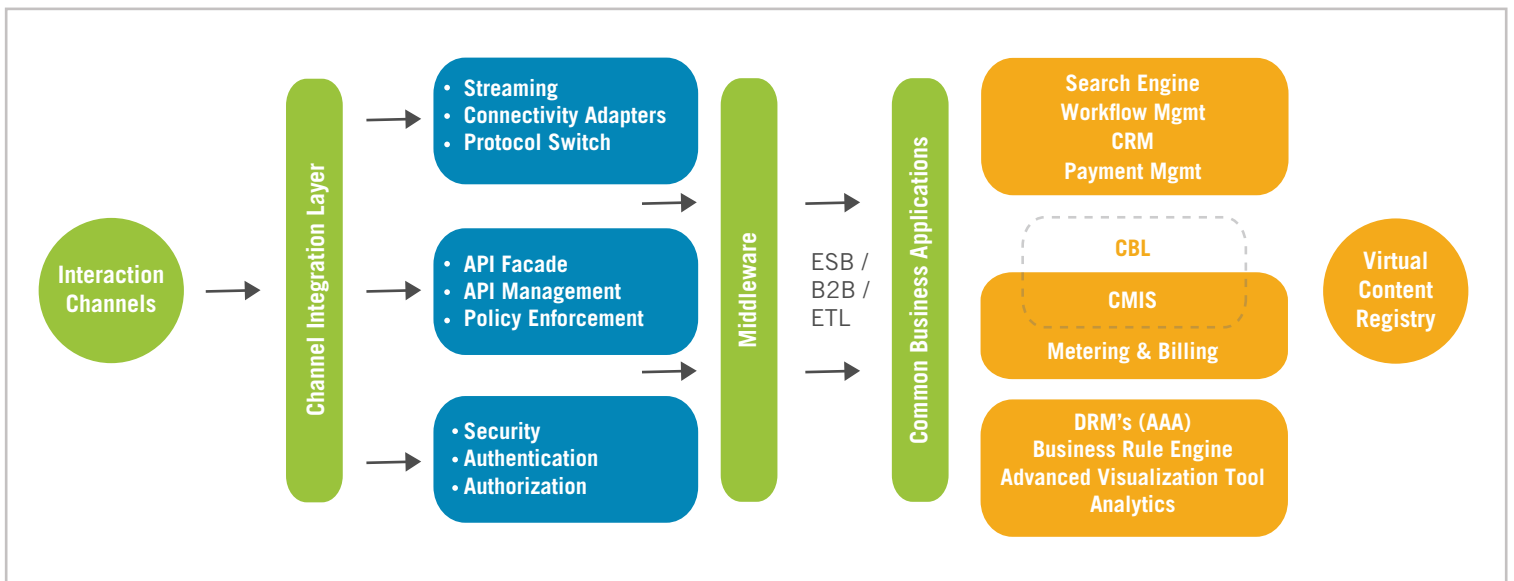 Interaction
Channels
Channel Integration Layer
• Streaming
• Connectivity Adapters
• Protocol Switch
• API Facade
• API Management
• Policy Enforcement
• Security
• Authentication
• Authorization
Middleware
ESB /
B2B /
ETL
Common Business Applications
Search Engine
Workflow Mgmt
CRM
Payment Mgmt
CBL
CMIS
Metering & Billing
DRM's (AAA)
Business Rule Engine
Advanced Visualization Tool
Analytics
Virtual
Content
Registry